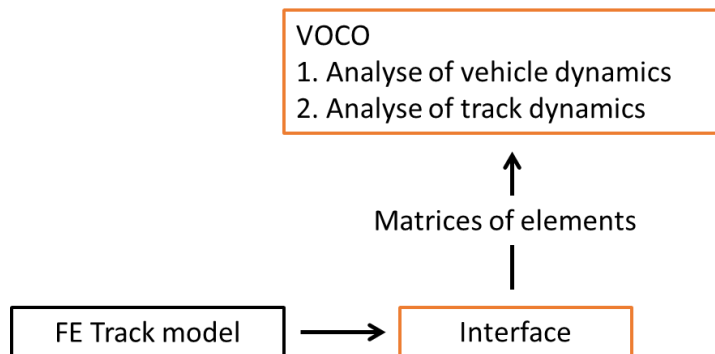 VOCO
1. Analyse of vehicle dynamics
2. Analyse of track dynamics
Matrices of elements
FE Track model
Interface